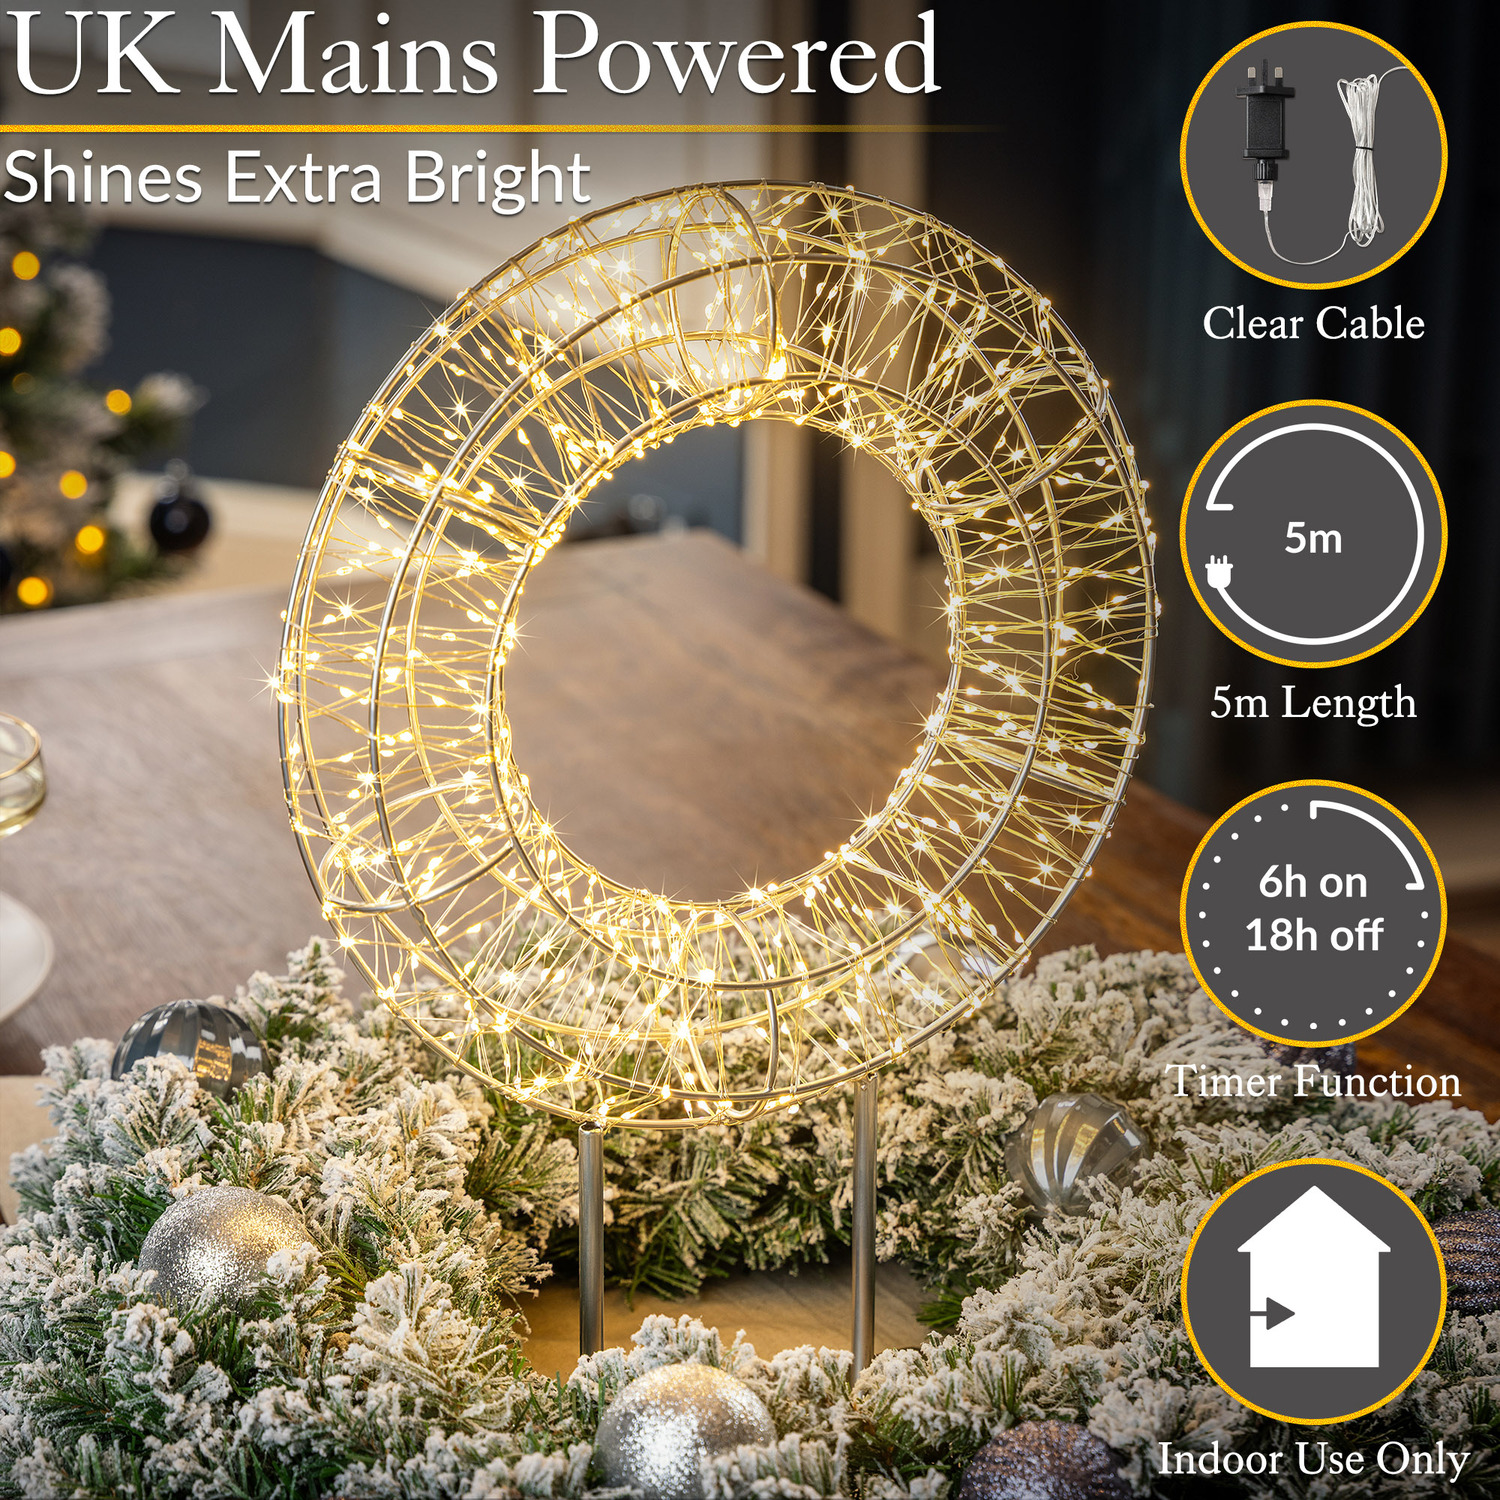 UK Mains Powered
Shines Extra Bright
Clear Cable
5m
5m Length
6h on
18h off
Timer Function
Indoor Use Only